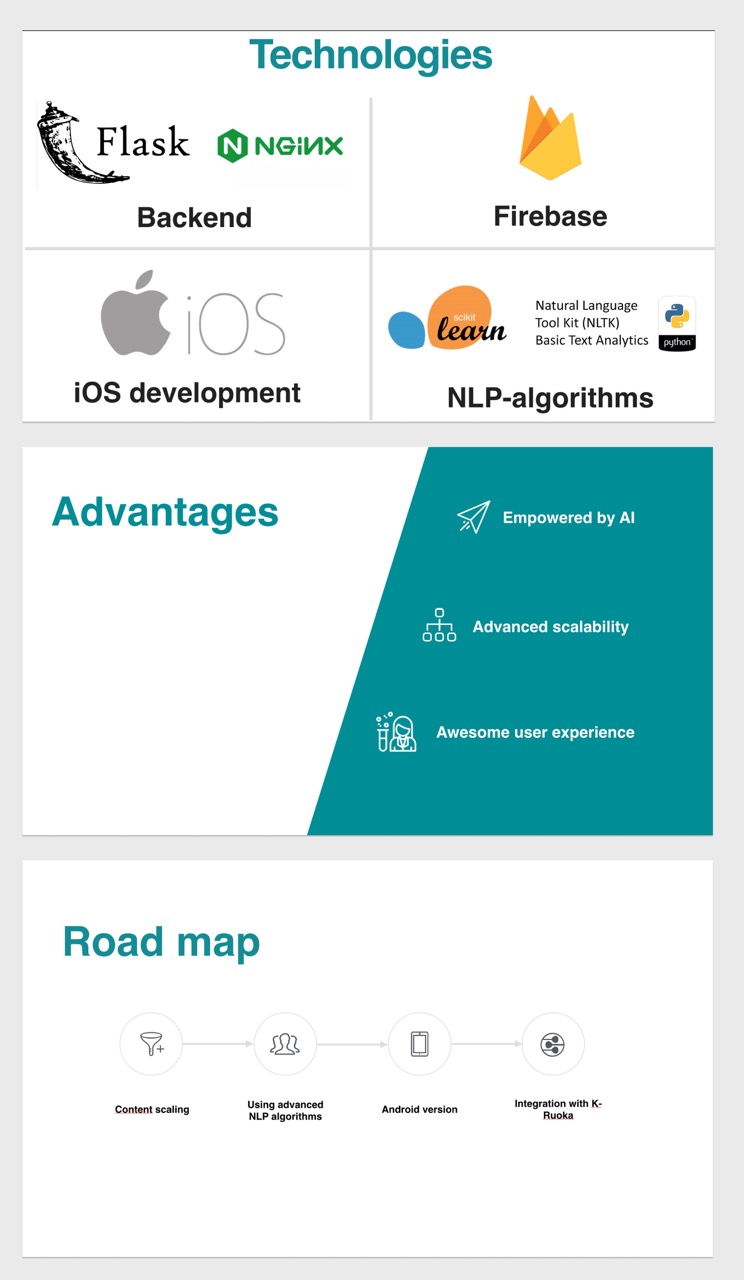 Technologies
Flask
N NGiNX
Backend
Firebase
iOS
iOS development
scikit
learn
Natural Language
Tool Kit (NLTK)
Basic Text Analytics
python
NLP-algorithms
Advantages
Empowered by AI
Advanced scalability
Awesome user experience
Road map
Content scaling
Using advanced
NLP algorithms
Android version
Integration with K-
Ruoka